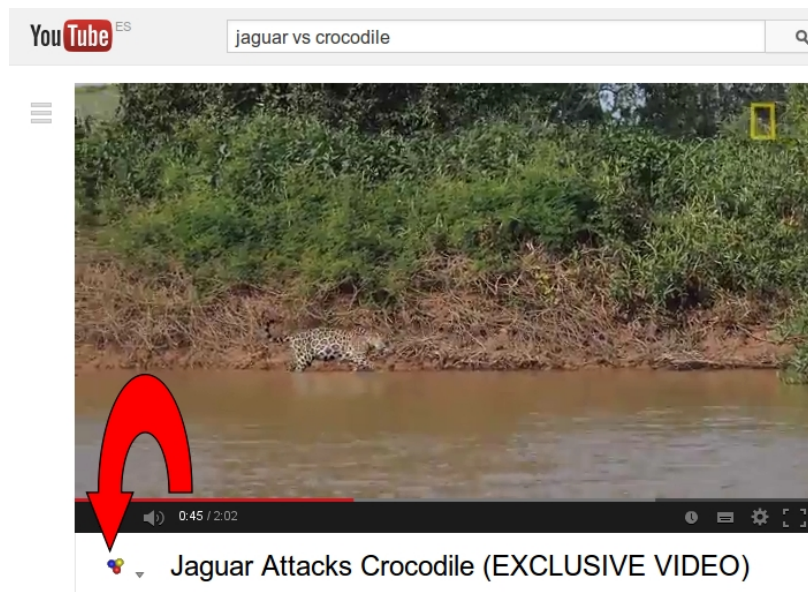 YouTube ES
jaguar vs crocodile
0:45 / 2:02
Jaguar Attacks Crocodile (EXCLUSIVE VIDEO)